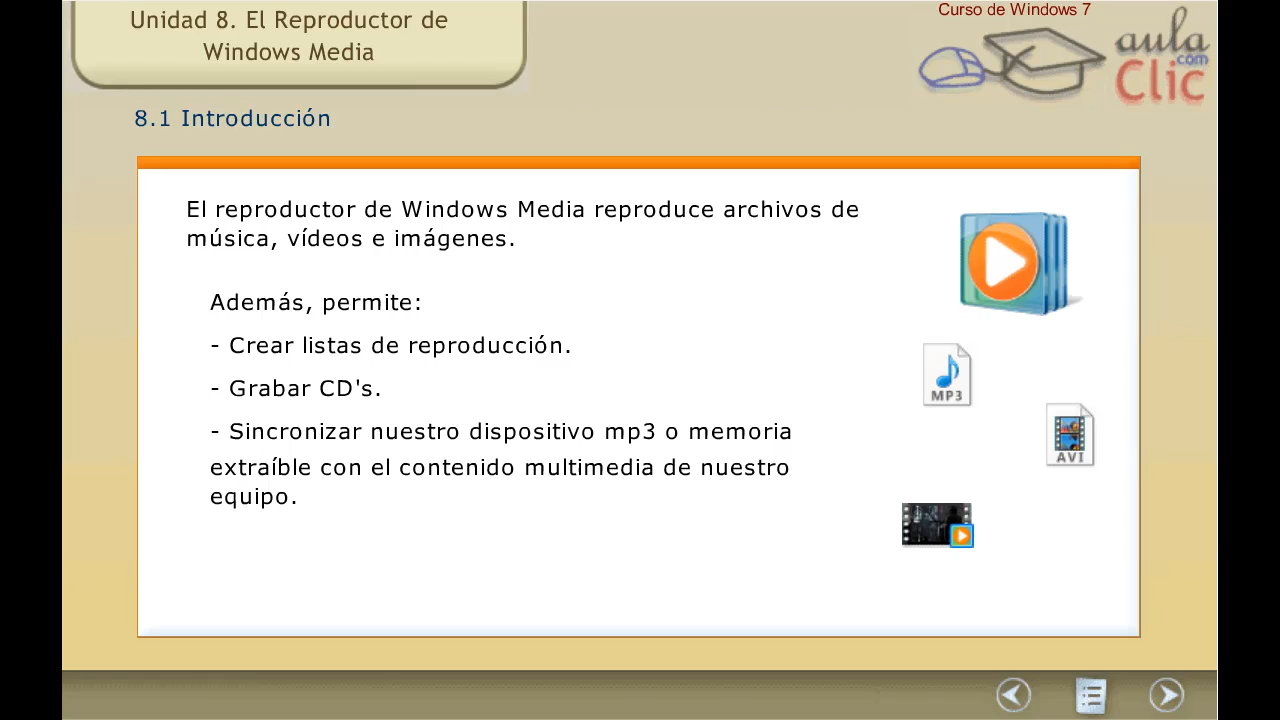 Unidad 8. El Reproductor de
Windows Media
Curso de Windows 7
aula
.com
Clic
8.1 Introducción
El reproductor de Windows Media reproduce archivos de
música, vídeos e imágenes.
Además, permite:
- Crear listas de reproducción.
- Grabar CD's.
- Sincronizar nuestro dispositivo mp3 o memoria
extraíble con el contenido multimedia de nuestro
equipo.
MP3
AVI